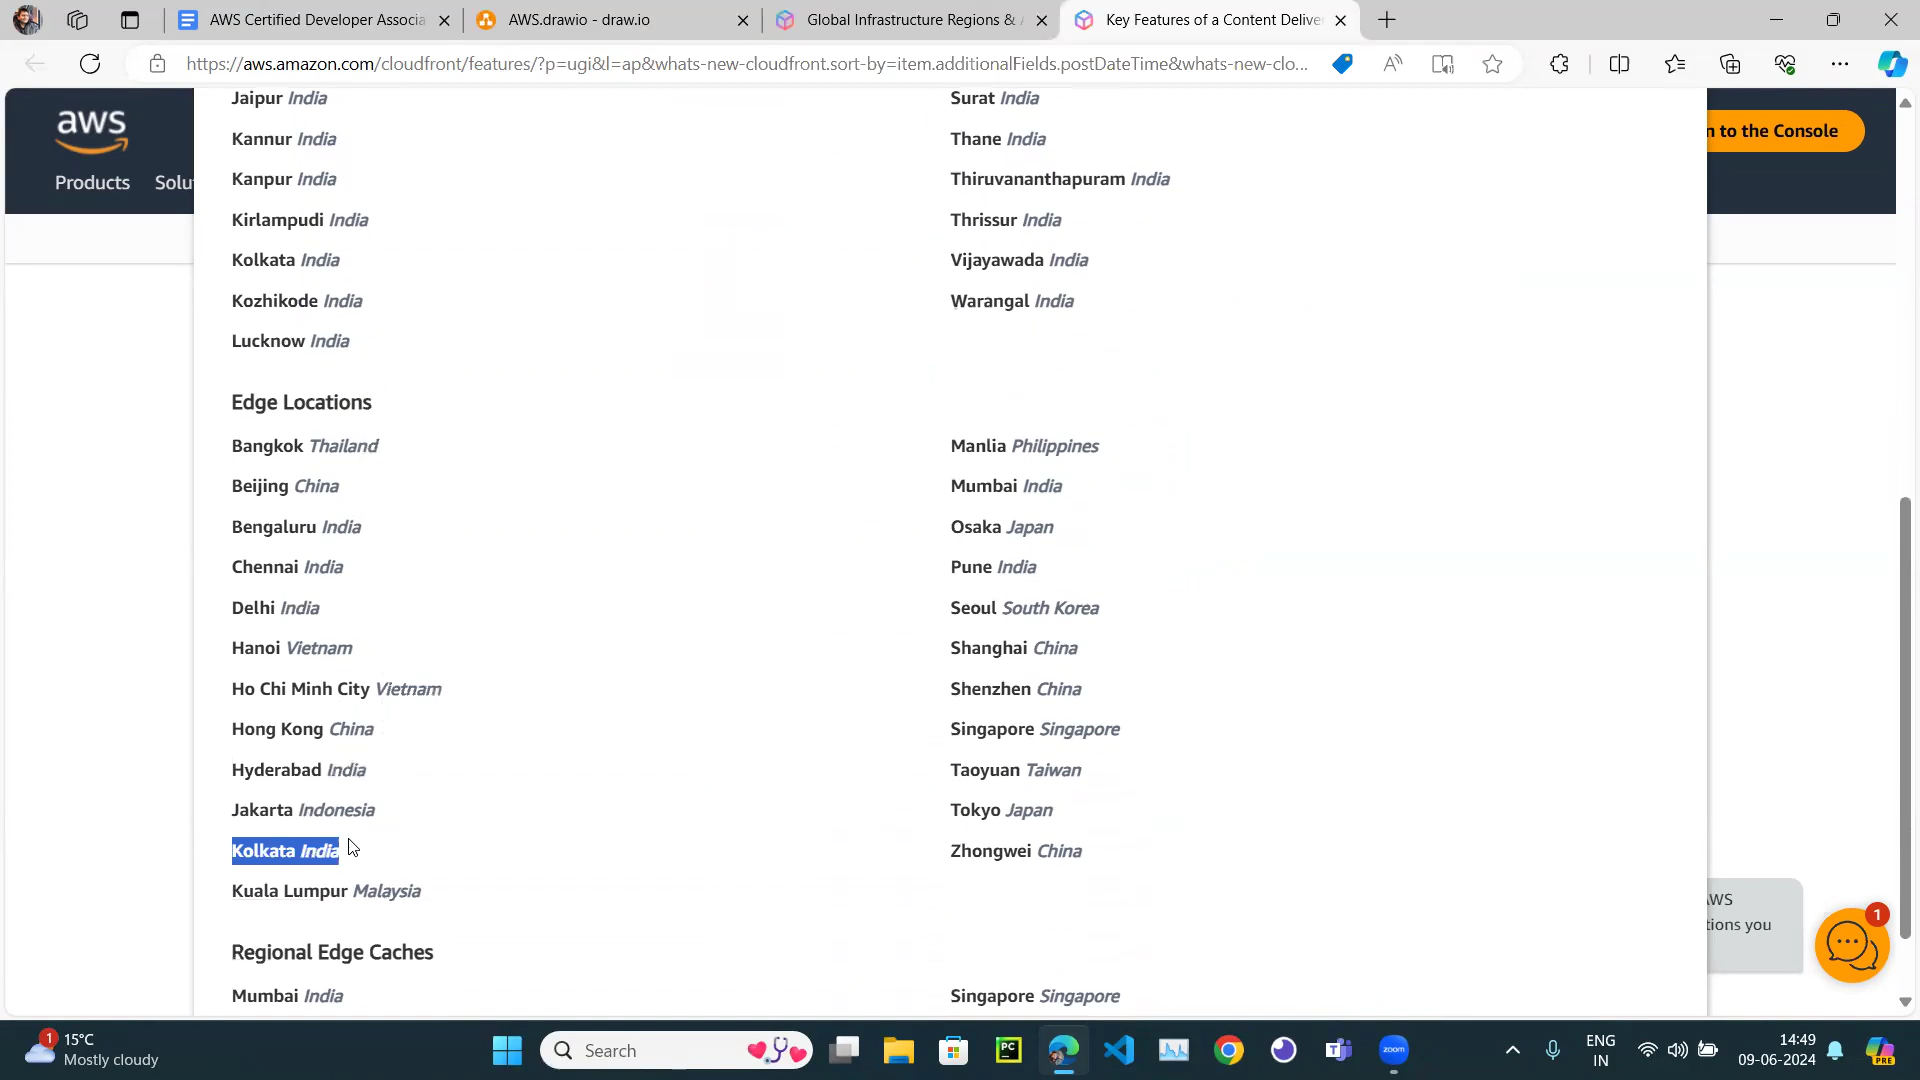 AWS Certified Developer Associa
AWS.drawio - draw.io
Global Infrastructure Regions &
Key Features of a Content Delive
https://aws.amazon.com/cloudfront/features/?p=ugi&l=ap&whats-new-cloudfront.sort-by=item.additionalFields.postDateTime&whats-new-clo...
aws
n to the Console
Products Solu
Jaipur India
Kannur India
Kanpur India
Kirlampudi India
Kolkata India
Kozhikode India
Lucknow India
Surat India
Thane India
Thiruvananthapuram India
Thrissur India
Vijayawada India
Warangal India
Edge Locations
Bangkok Thailand
Beijing China
Bengaluru India
Chennai India
Delhi India
Hanoi Vietnam
Ho Chi Minh City Vietnam
Hong Kong China
Hyderabad India
Jakarta Indonesia
Kolkata India
Kuala Lumpur Malaysia
Manlia Philippines
Mumbai India
Osaka Japan
Pune India
Seoul South Korea
Shanghai China
Shenzhen China
Singapore Singapore
Taoyuan Taiwan
Tokyo Japan
Zhongwei China
Regional Edge Caches
Mumbai India
Singapore Singapore
AWS
tions you
1
1
15°C
Mostly cloudy
Search
PC
zoom
ENG
IN
14:49
09-06-2024
PRE